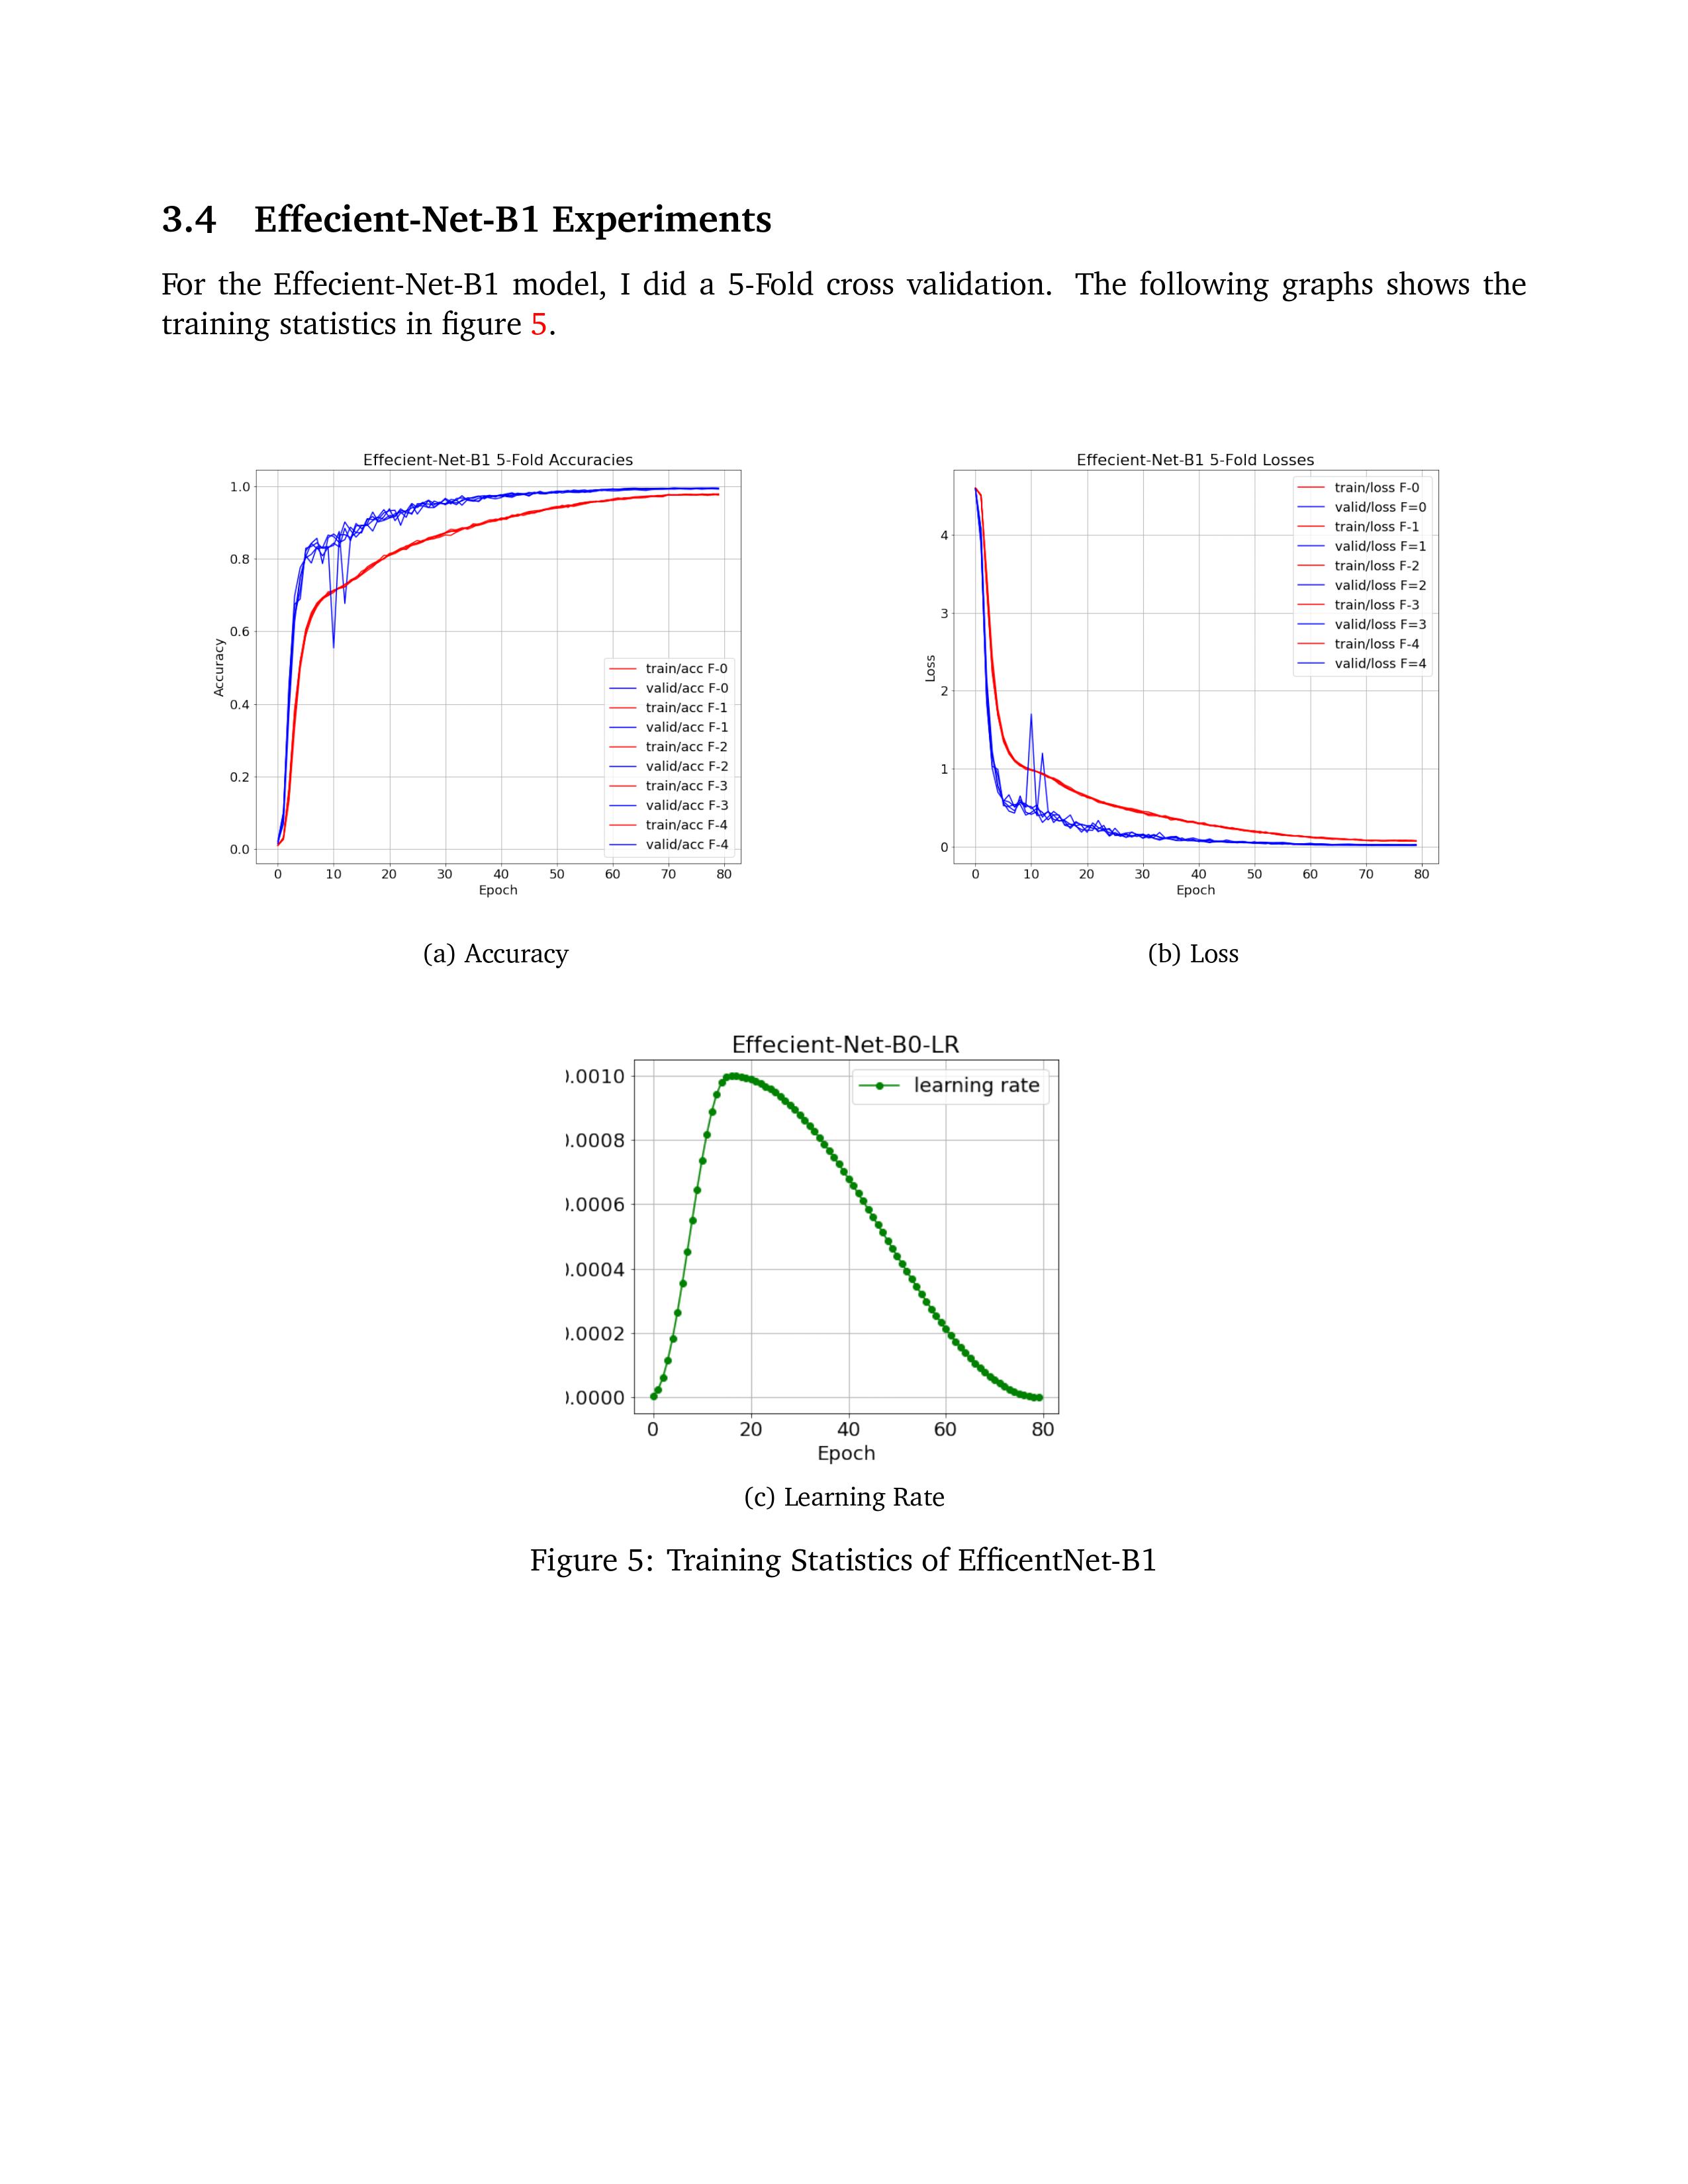 3.4 Effecient-Net-B1 Experiments
For the Effecient-Net-B1 model, I did a 5-Fold cross validation. The following graphs shows the
training statistics in figure 5.
Effecient-Net-B1 5-Fold Accuracies
1.0
0.8
0.6
0.4
0.2
0.0
Accuracy
train/acc F-0
valid/acc F-0
train/acc F-1
valid/acc F-1
train/acc F-2
valid/acc F-2
train/acc F-3
valid/acc F-3
train/acc F-4
valid/acc F-4
0 10 20 30 40 50 60 70 80
Epoch
(a) Accuracy
Effecient-Net-B1 5-Fold Losses
4
3
2
1
0
Loss
train/loss F-0
valid/loss F=0
train/loss F-1
valid/loss F=1
train/loss F-2
valid/loss F=2
train/loss F-3
valid/loss F=3
train/loss F-4
valid/loss F=4
0 10 20 30 40 50 60 70 80
Epoch
(b) Loss
Effecient-Net-B0-LR
learning rate
0.0010
0.0008
0.0006
0.0004
0.0002
0.0000
0 20 40 60 80
Epoch
(c) Learning Rate
Figure 5: Training Statistics of EfficentNet-B1